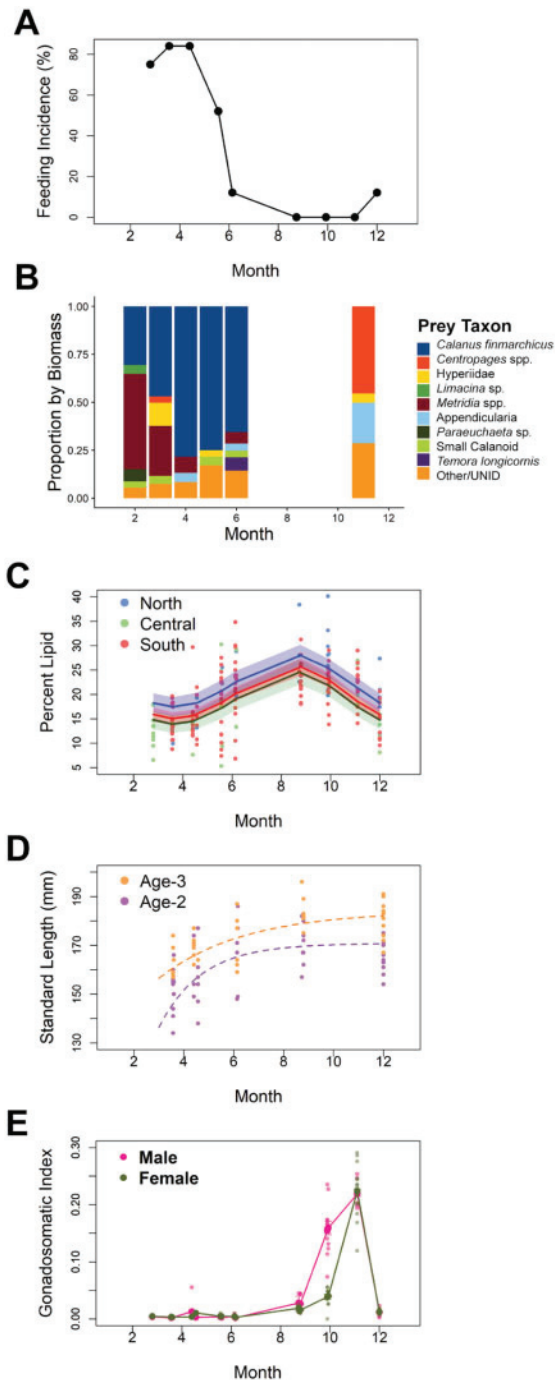 A
Feeding Incidence (%)
80
60
40
20
0
2 4 6 8 10 12
Month
B
Proportion by Biomass
1.00
0.75
0.50
0.25
0.00
2 4 6 8 10 12
Month
Prey Taxon
Calanus finmarchicus
Centropages spp.
Hyperiidae
Limacina sp.
Metridia spp.
Appendicularia
Paraeuchaeta sp.
Small Calanoid
Temora longicornis
Other/UNID
C
North
Central
South
Percent Lipid
40
35
30
25
20
15
10
5
2 4 6 8 10 12
Month
D
Age-3
Age-2
Standard Length (mm)
190
170
150
130
2 4 6 8 10 12
Month
E
Male
Female
Gonadosomatic Index
0.30
0.20
0.10
0.00
2 4 6 8 10 12
Month